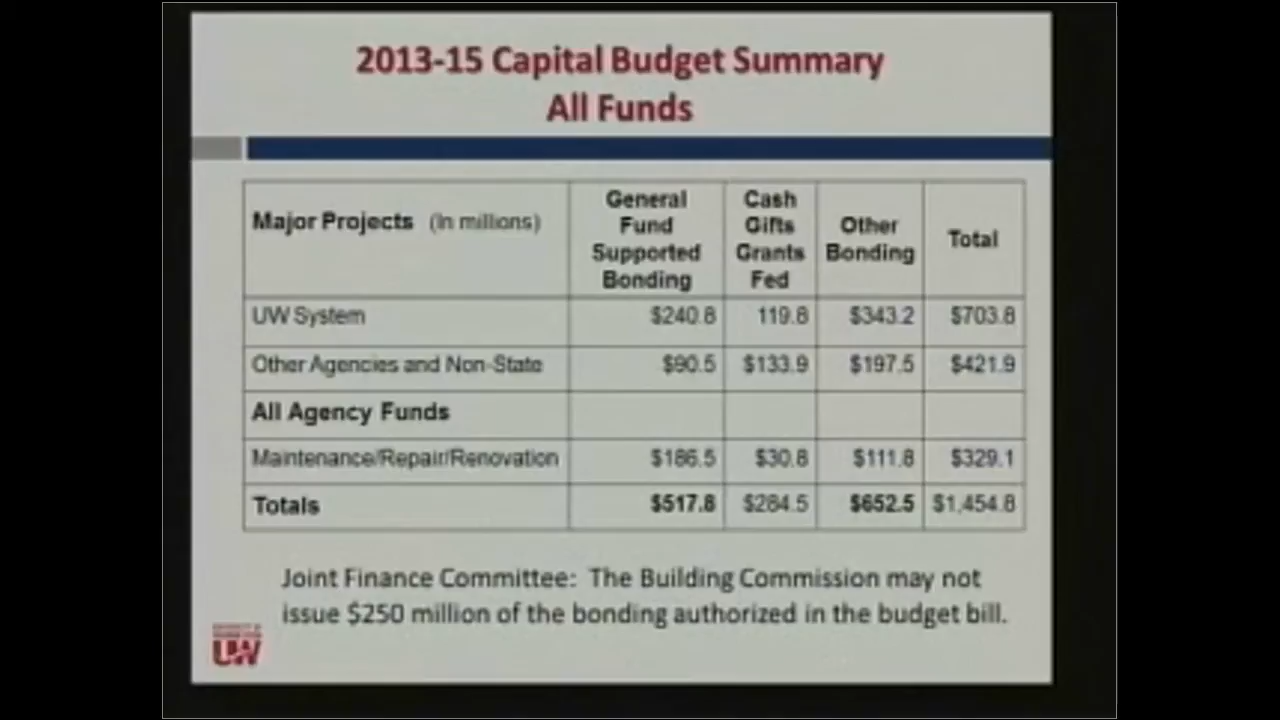 2013-15 Capital Budget Summary
All Funds
Major Projects (In millions)
General Fund Supported Bonding
Cash Gifts Grants Fed
Other Bonding
Total
UW System $240.8 119.8 $343.2 $703.8
Other Agencies and Non-State $90.5 $133.9 $197.5 $421.9
All Agency Funds
Maintenance/Repair/Renovation $186.5 $30.8 $111.8 $329.1
Totals $517.8 $284.5 $652.5 $1,454.8
Joint Finance Committee: The Building Commission may not
issue $250 million of the bonding authorized in the budget bill.
UW